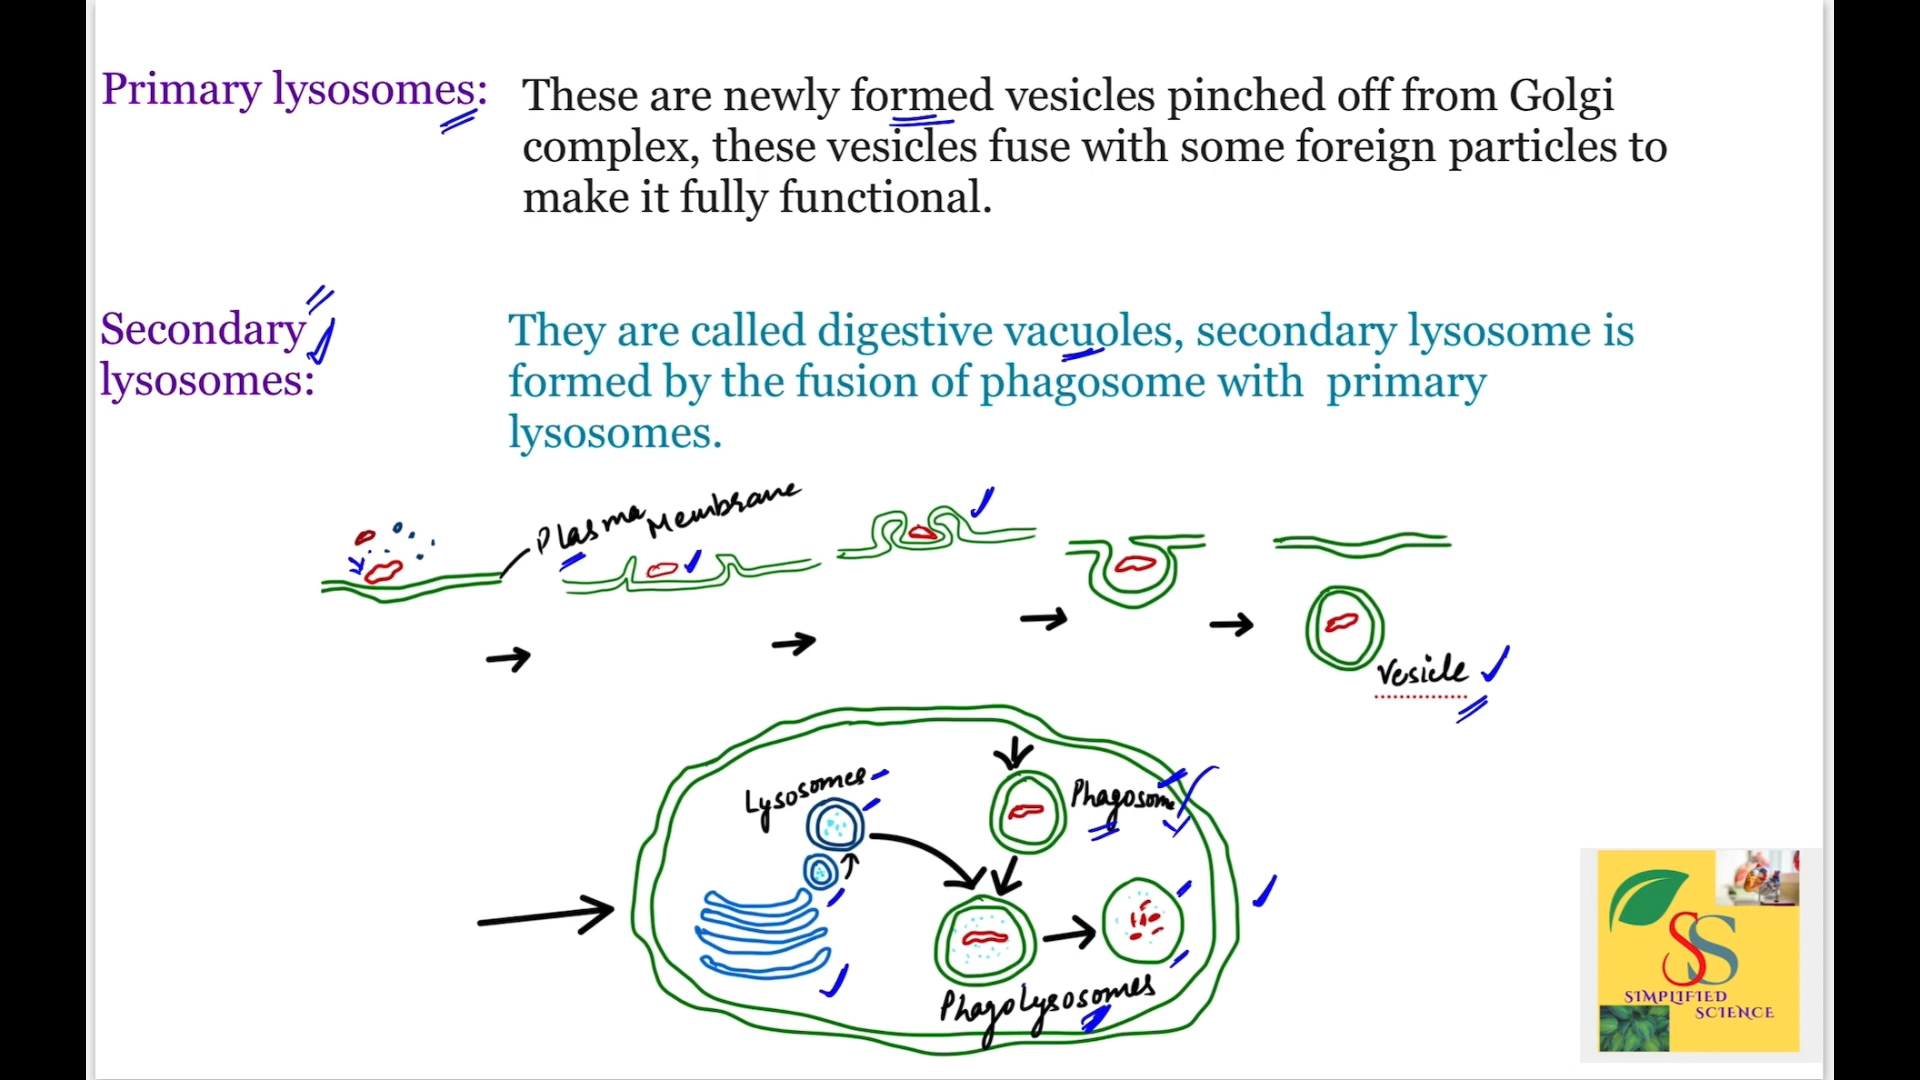 Primary lysosomes:
These are newly formed vesicles pinched off from Golgi
complex, these vesicles fuse with some foreign particles to
make it fully functional.
Secondary
lysosomes:
They are called digestive vacuoles, secondary lysosome is
formed by the fusion of phagosome with primary
lysosomes.
Plasma Membrane
Vesicle
Lysosomes
Phagosome
PhagoLysosomes
SS
SIMPLIFIED
SCIENCE